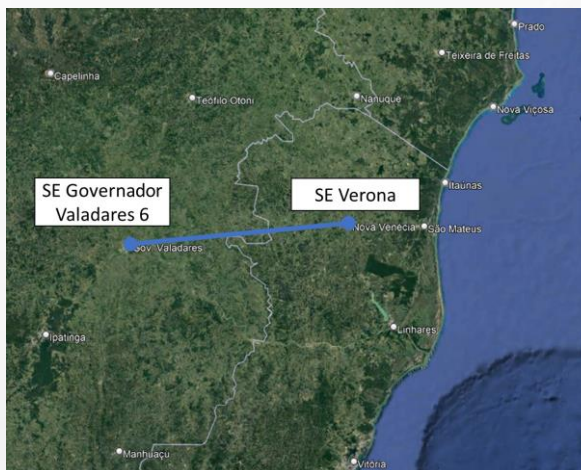 Prado
Teixeira de Freitas
Capelinha
Teófilo Otoni
Nanuque
Nova Viçosa
SE Governador
Valadares 6
SE Verona
Itaúnas
Gov. Valadares
Nova Venécia
São Mateus
Ipatinga
Linhares
Manhuaçu
Vitória